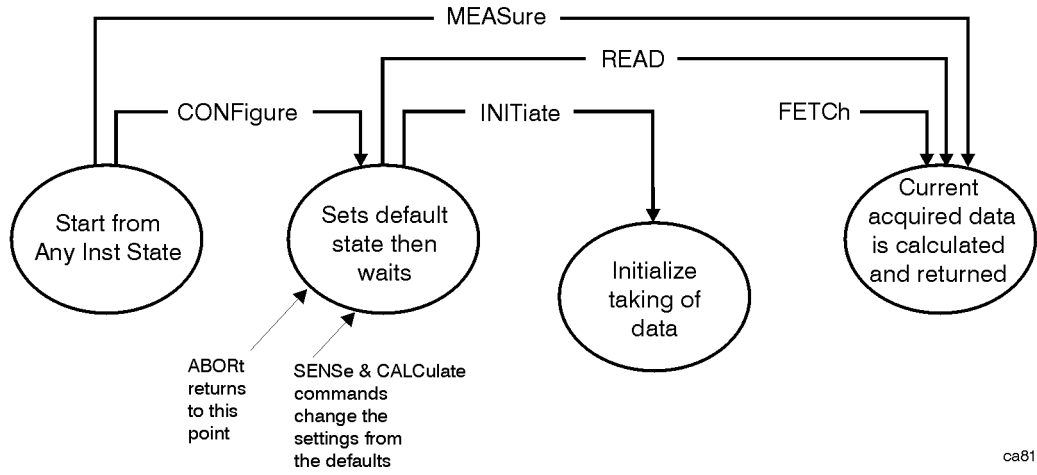 MEASure
READ
CONFigure
INITiate
FETCh
Start from
Any Inst State
Sets default
state then
waits
Initialize
taking of
data
Current
acquired data
is calculated
and returned
ABORt
returns
to this
point
SENSe & CALCulate
commands
change the
settings from
the defaults
ca81